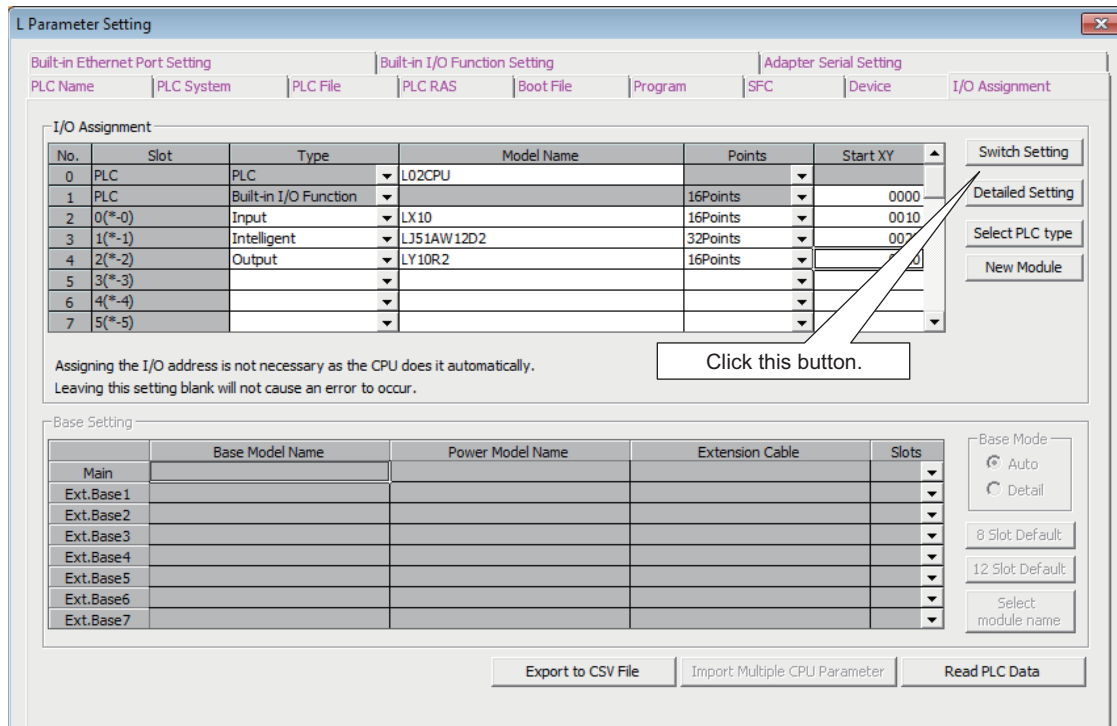 L Parameter Setting
Built-in Ethernet Port Setting Built-in I/O Function Setting Adapter Serial Setting
PLC Name PLC System PLC File PLC RAS Boot File Program SFC Device I/O Assignment
I/O Assignment
No. Slot Type Model Name Points Start XY
0 PLC PLC L02CPU
1 PLC Built-in I/O Function 16Points 0000
2 0(*-0) Input LX10 16Points 0010
3 1(*-1) Intelligent LJ51AW12D2 32Points
4 2(*-2) Output LY10R2 16Points
5 3(*-3)
6 4(*-4)
7 5(*-5)
Switch Setting
Detailed Setting
Select PLC type
New Module
Click this button.
Assigning the I/O address is not necessary as the CPU does it automatically.
Leaving this setting blank will not cause an error to occur.
Base Setting
Base Model Name Power Model Name Extension Cable Slots
Main
Ext.Base1
Ext.Base2
Ext.Base3
Ext.Base4
Ext.Base5
Ext.Base6
Ext.Base7
Base Mode
Auto
Detail
8 Slot Default
12 Slot Default
Select
module name
Export to CSV File Import Multiple CPU Parameter Read PLC Data